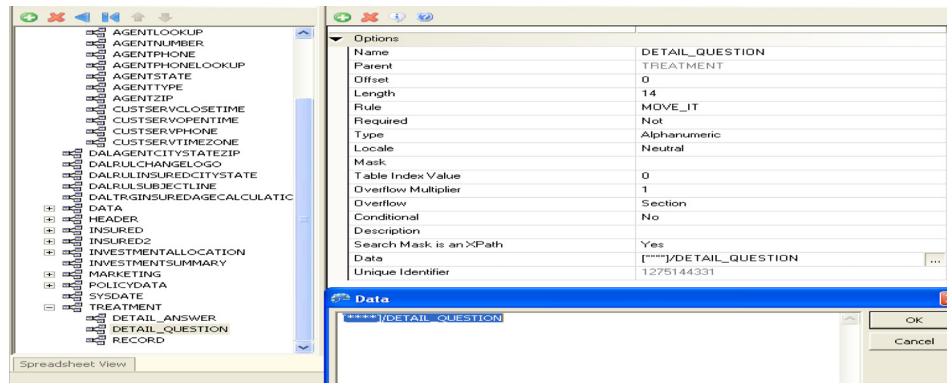 AGENTLOOKUP
AGENTNUMBER
AGENTPHONE
AGENTPHONELOOKUP
AGENTSTATE
AGENTTYPE
AGENTZIP
CUSTSERVCLOSETIME
CUSTSERVOPENTIME
CUSTSERVPHONE
CUSTSERVTIMEZONE
DALAGENTCITYSTATEZIP
DALRULCHANGELOGO
DALRULINSUREDCITYSTATE
DALRULSUBJECTLINE
DALTRGINSUREDAGECALCULATIC
DATA
HEADER
INSURED
INSURED2
INVESTMENTALLOCATION
INVESTMENTSUMMARY
MARKETING
POLICYDATA
SYSDATE
TREATMENT
DETAIL_ANSWER
DETAIL_QUESTION
RECORD
Spreadsheet View
Options
Name DETAIL_QUESTION
Parent TREATMENT
Offset 0
Length 14
Rule MOVE_IT
Required Not
Type Alphanumeric
Locale Neutral
Mask
Table Index Value 0
Overflow Multiplier 1
Overflow Section
Conditional No
Description
Search Mask is an XPath Yes
Data [****]/DETAIL_QUESTION ...
Unique Identifier 1275144331
Data
[****]/DETAIL_QUESTION
OK
Cancel